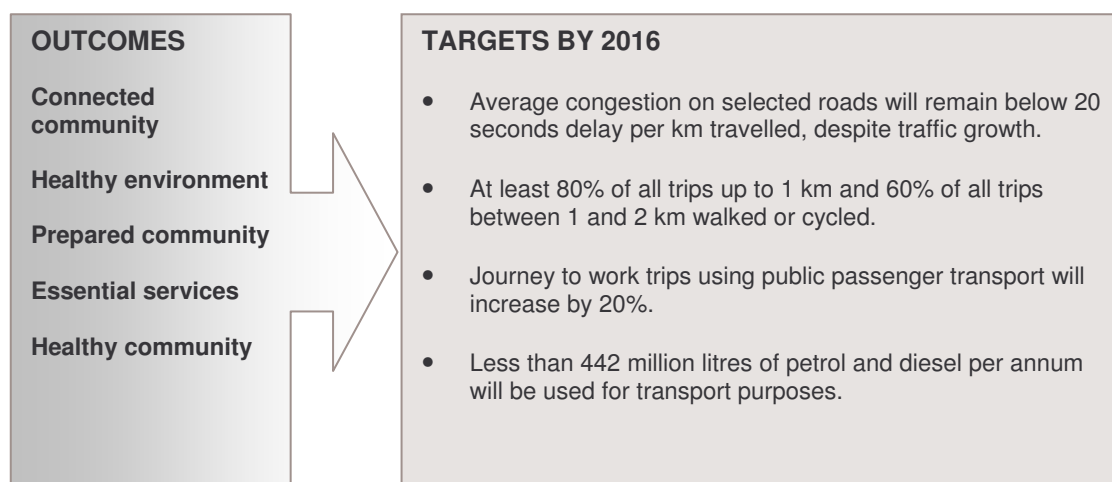 OUTCOMES
Connected
community
Healthy environment
Prepared community
Essential services
Healthy community
TARGETS BY 2016
• Average congestion on selected roads will remain below 20
seconds delay per km travelled, despite traffic growth.
• At least 80% of all trips up to 1 km and 60% of all trips
between 1 and 2 km walked or cycled.
• Journey to work trips using public passenger transport will
increase by 20%.
• Less than 442 million litres of petrol and diesel per annum
will be used for transport purposes.